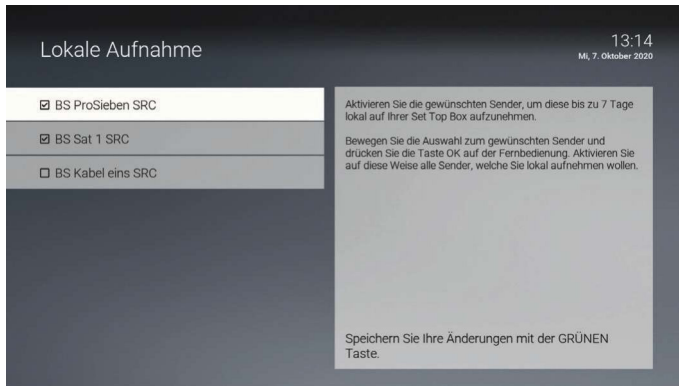 Lokale Aufnahme
13:14
Mi, 7. Oktober 2020
BS ProSieben SRC
BS Sat 1 SRC
BS Kabel eins SRC
Aktivieren Sie die gewünschten Sender, um diese bis zu 7 Tage
lokal auf Ihrer Set Top Box aufzunehmen.
Bewegen Sie die Auswahl zum gewünschten Sender und
drücken Sie die Taste OK auf der Fernbedienung. Aktivieren Sie
auf diese Weise alle Sender, welche Sie lokal aufnehmen wollen.
Speichern Sie Ihre Änderungen mit der GRÜNEN
Taste.